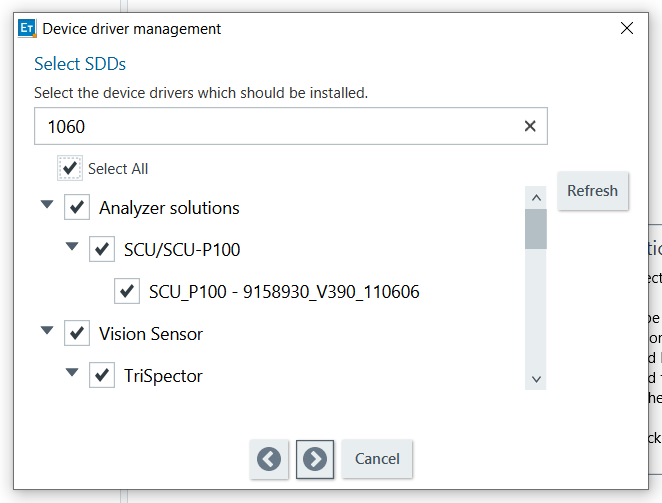 ET Device driver management
Select SDDs
Select the device drivers which should be installed.
1060
Select All
Refresh
Analyzer solutions
SCU/SCU-P100
SCU_P100 - 9158930_V390_110606
Vision Sensor
TriSpector
Cancel